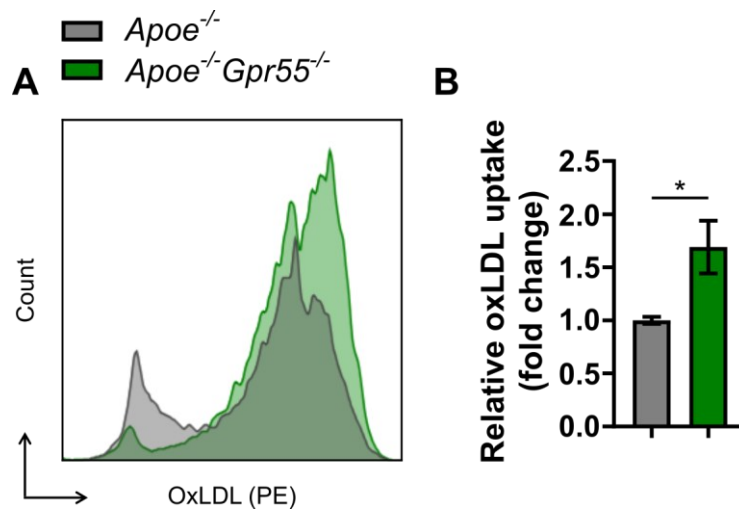 Apoe-/-
Apoe-/-Gpr55-/-
A
Count
OxLDL (PE)
B
Relative oxLDL uptake
(fold change)
2.5
2.0
1.5
1.0
0.5
0.0
*